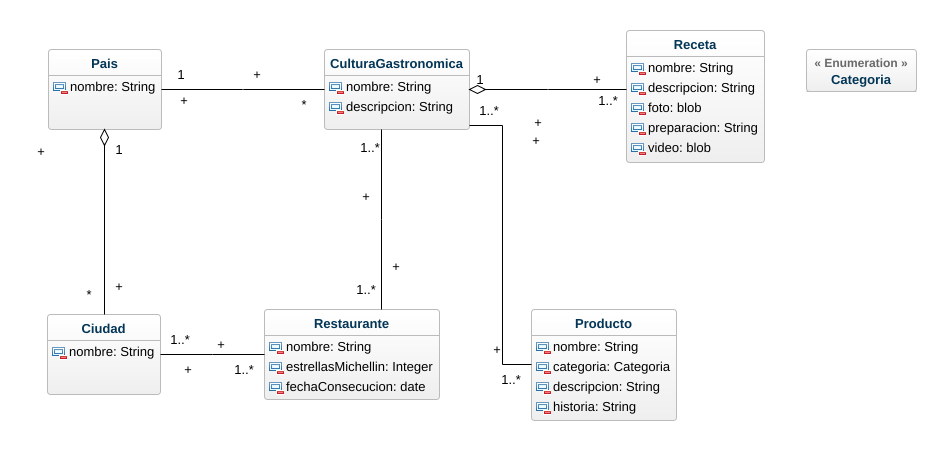 Pais
nombre: String
1
+
+
*
CulturaGastronomica
nombre: String
descripcion: String
1
+
1..*
1..*
+
+
Receta
nombre: String
descripcion: String
foto: blob
preparacion: String
video: blob
« Enumeration »
Categoria
+
1
1..*
+
+
1..*
*
+
Ciudad
nombre: String
1..*
+
+
1..*
Restaurante
nombre: String
estrellasMichellin: Integer
fechaConsecucion: date
+
1..*
Producto
nombre: String
categoria: Categoria
descripcion: String
historia: String